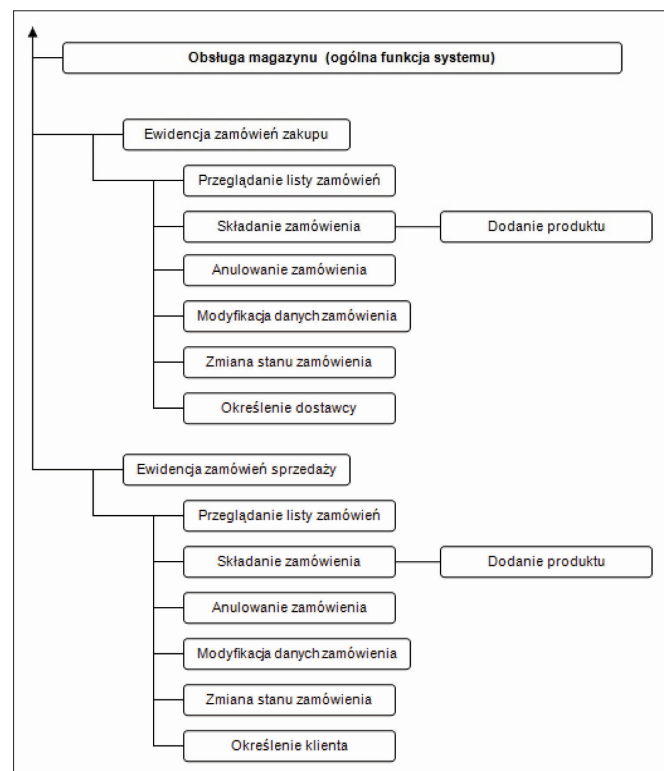 Obsługa magazynu (ogólna funkcja systemu)
Ewidencja zamówień zakupu
Przeglądanie listy zamówień
Składanie zamówienia
Dodanie produktu
Anulowanie zamówienia
Modyfikacja danych zamówienia
Zmiana stanu zamówienia
Określenie dostawcy
Ewidencja zamówień sprzedaży
Przeglądanie listy zamówień
Składanie zamówienia
Dodanie produktu
Anulowanie zamówienia
Modyfikacja danych zamówienia
Zmiana stanu zamówienia
Określenie klienta